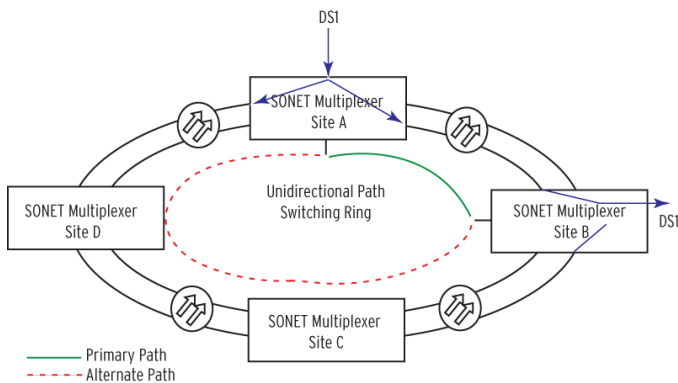 DS1
SONET Multiplexer
Site A
Unidirectional Path
Switching Ring
SONET Multiplexer
Site D
SONET Multiplexer
Site B
DS1
SONET Multiplexer
Site C
Primary Path
Alternate Path